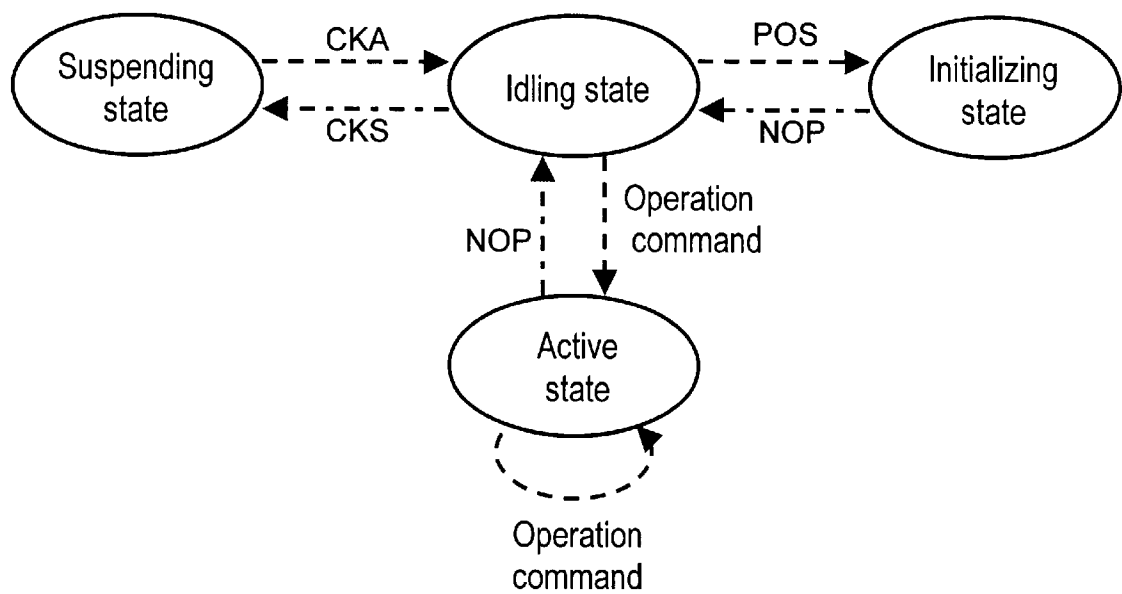 CKA
POS
Suspending
state
Idling state
Initializing
state
CKS
NOP
Operation
command
NOP
Active
state
Operation
command